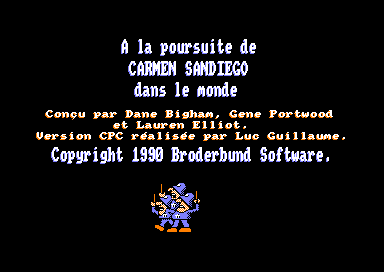 A la poursuite de
CARMEN SANDIEGO
dans le monde
Conçu par Dane Bigham, Gene Portwood
et Lauren Elliot.
Version CPC réalisée par Luc Guillaume.
Copyright 1990 Broderbund Software.